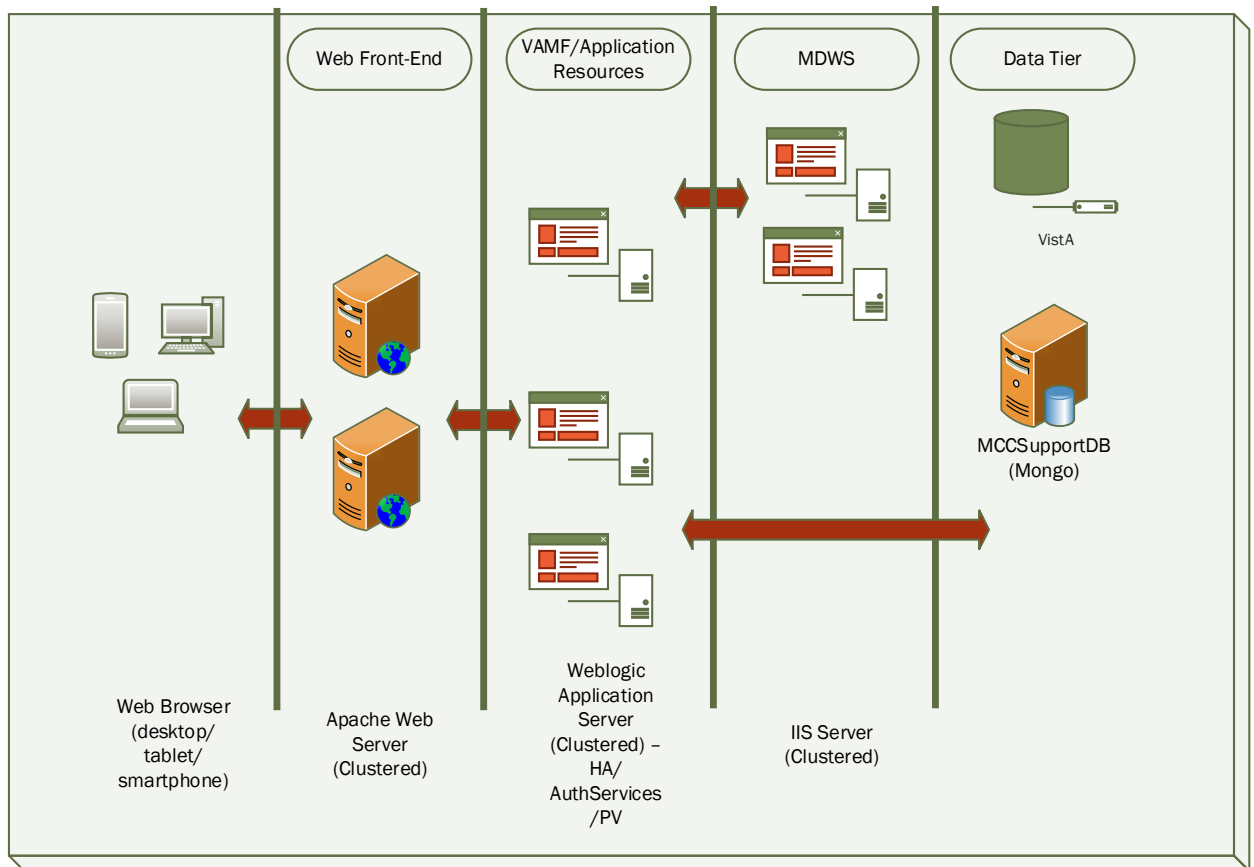 Web Front-End
VAMF/Application
Resources
MDWS
Data Tier
VistA
MCCSupportDB
(Mongo)
Web Browser
(desktop/
tablet/
smartphone)
Apache Web
Server
(Clustered)
Weblogic
Application
Server
(Clustered) –
HA/
AuthServices
/PV
IIS Server
(Clustered)